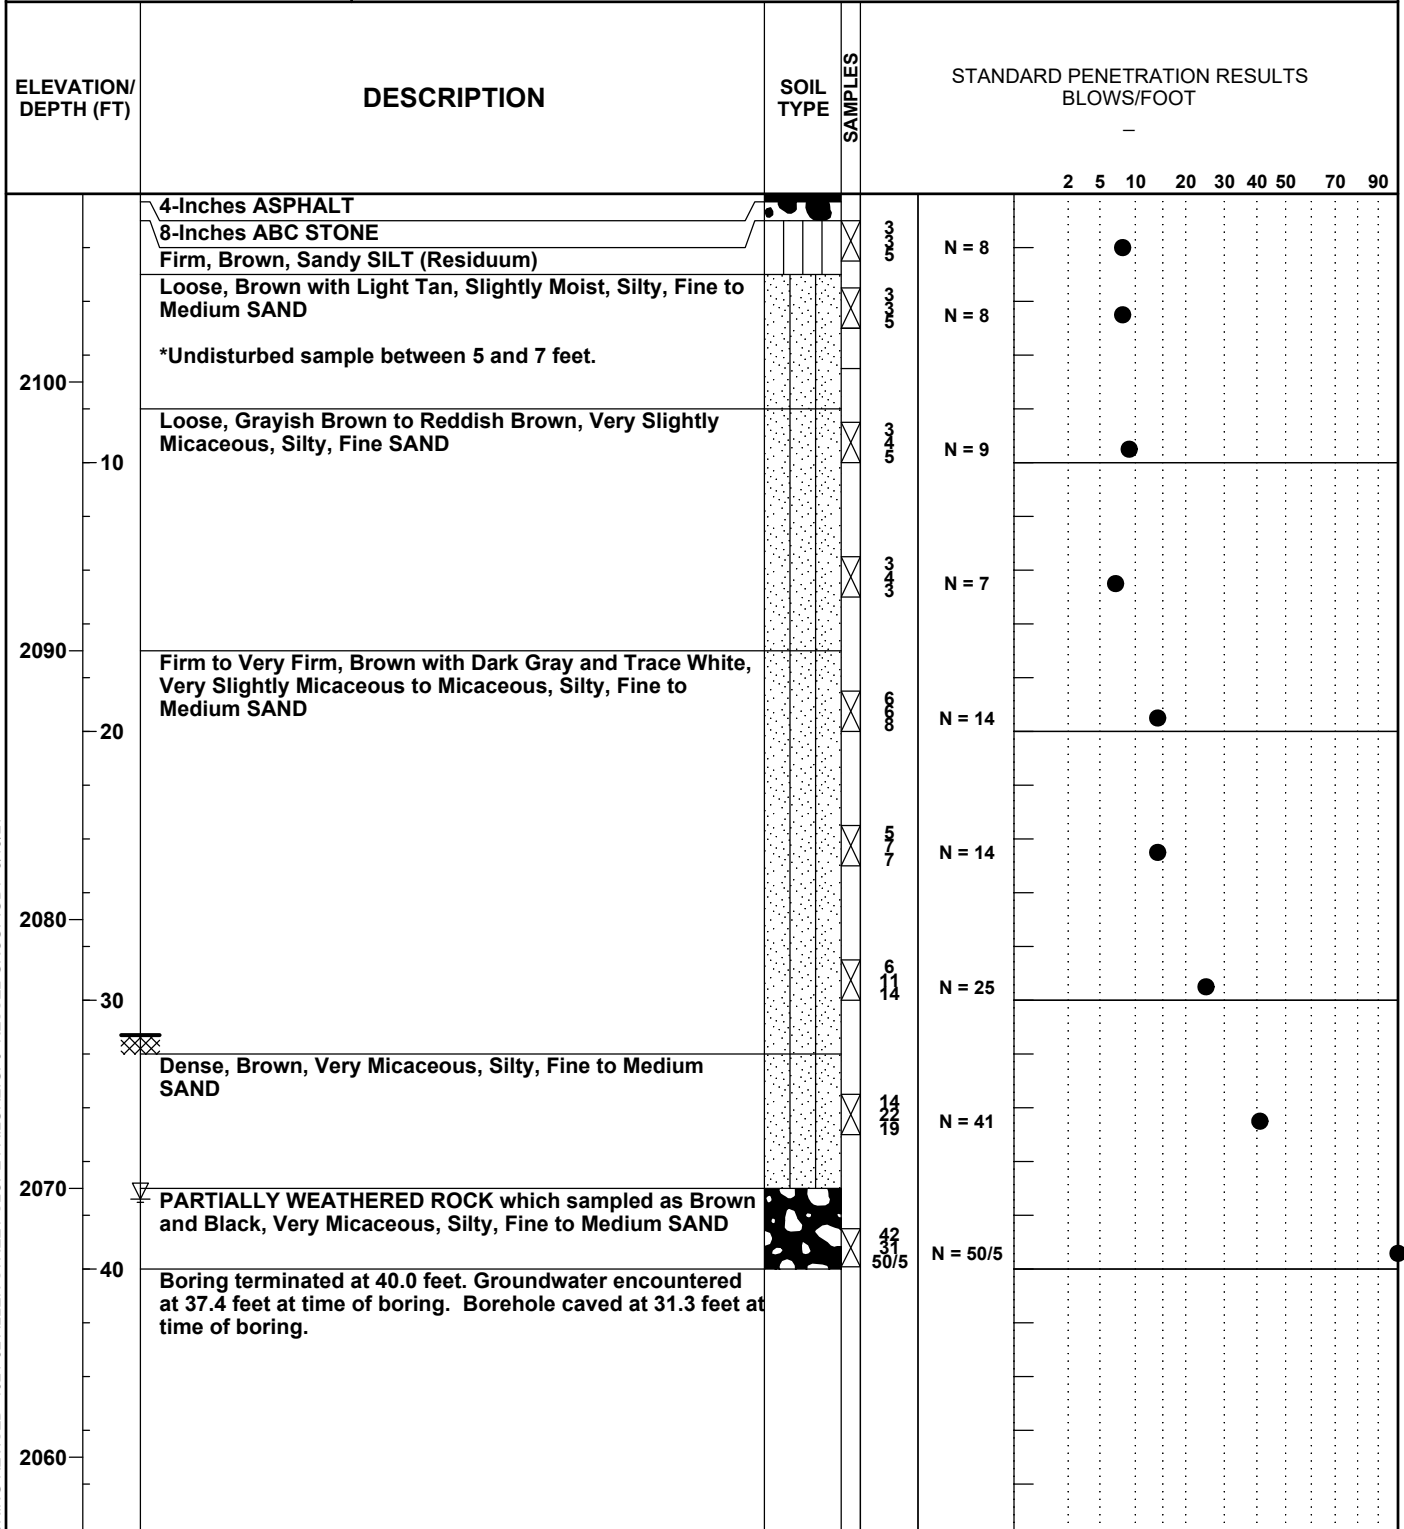 ELEVATION/
DEPTH (FT)
DESCRIPTION
SOIL
TYPE
SAMPLES
STANDARD PENETRATION RESULTS
BLOWS/FOOT
2 5 10 20 30 40 50 70 90
4-Inches ASPHALT
8-Inches ABC STONE
3
3
5
N = 8
Firm, Brown, Sandy SILT (Residuum)
Loose, Brown with Light Tan, Slightly Moist, Silty, Fine to
Medium SAND
3
3
5
N = 8
*Undisturbed sample between 5 and 7 feet.
2100
Loose, Grayish Brown to Reddish Brown, Very Slightly
Micaceous, Silty, Fine SAND
3
4
5
N = 9
10
3
4
3
N = 7
2090
Firm to Very Firm, Brown with Dark Gray and Trace White,
Very Slightly Micaceous to Micaceous, Silty, Fine to
Medium SAND
6
6
8
N = 14
20
5
7
7
N = 14
2080
6
11
14
N = 25
30
Dense, Brown, Very Micaceous, Silty, Fine to Medium
SAND
14
22
19
N = 41
2070
PARTIALLY WEATHERED ROCK which sampled as Brown
and Black, Very Micaceous, Silty, Fine to Medium SAND
42
31
50/5
N = 50/5
40
Boring terminated at 40.0 feet. Groundwater encountered
at 37.4 feet at time of boring. Borehole caved at 31.3 feet at
time of boring.
2060